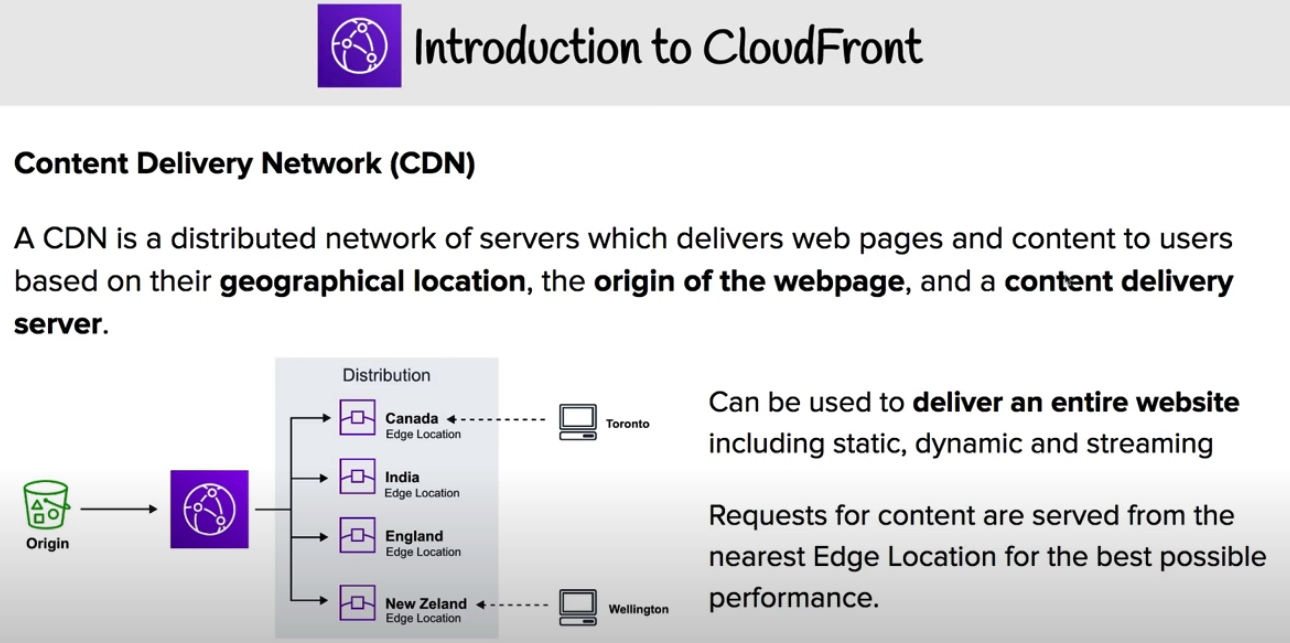 Introduction to CloudFront
Content Delivery Network (CDN)
A CDN is a distributed network of servers which delivers web pages and content to users
based on their geographical location, the origin of the webpage, and a content delivery
server.
Distribution
Canada
Edge Location
Toronto
India
Edge Location
England
Edge Location
New Zeland
Edge Location
Wellington
Origin
Can be used to deliver an entire website
including static, dynamic and streaming
Requests for content are served from the
nearest Edge Location for the best possible
performance.